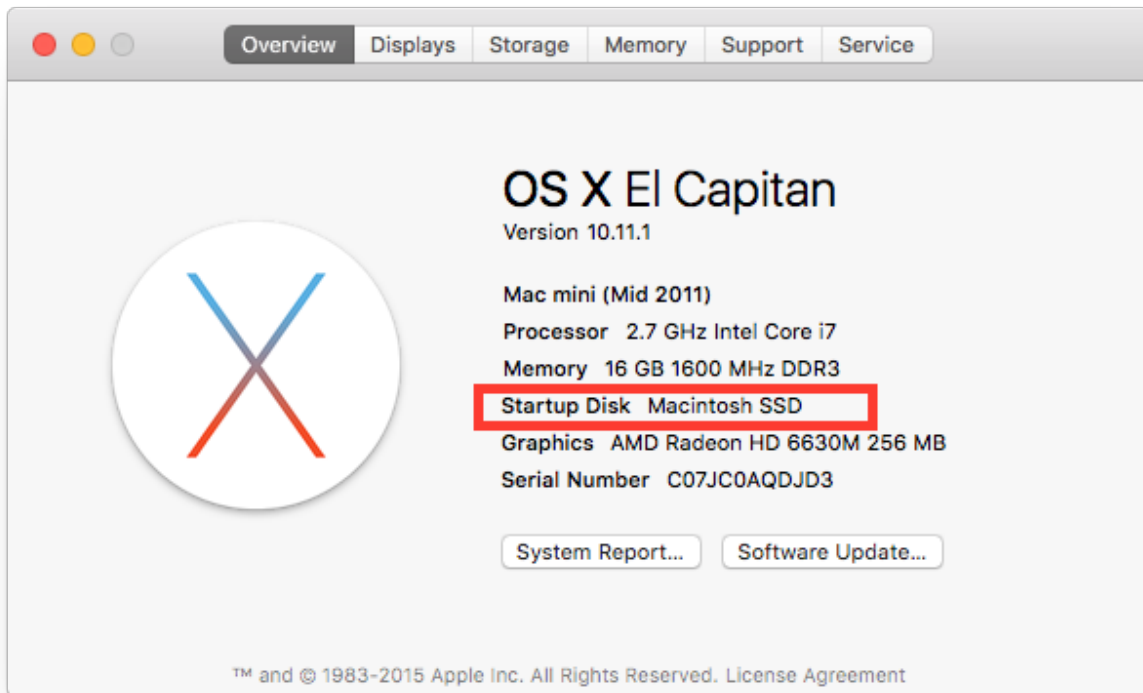 Overview Displays Storage Memory Support Service
OS X El Capitan
Version 10.11.1
Mac mini (Mid 2011)
Processor 2.7 GHz Intel Core i7
Memory 16 GB 1600 MHz DDR3
Startup Disk Macintosh SSD
Graphics AMD Radeon HD 6630M 256 MB
Serial Number C07JC0AQDJD3
System Report... Software Update...
™ and © 1983-2015 Apple Inc. All Rights Reserved. License Agreement